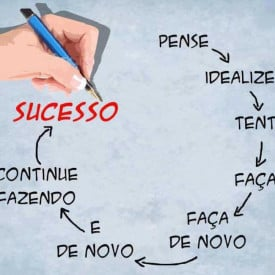 PENSE
IDEALIZE
TENT
FAÇA
FAÇA
DE NOVO
E
DE NOVO
CONTINUE
FAZENDO
SUCESSO